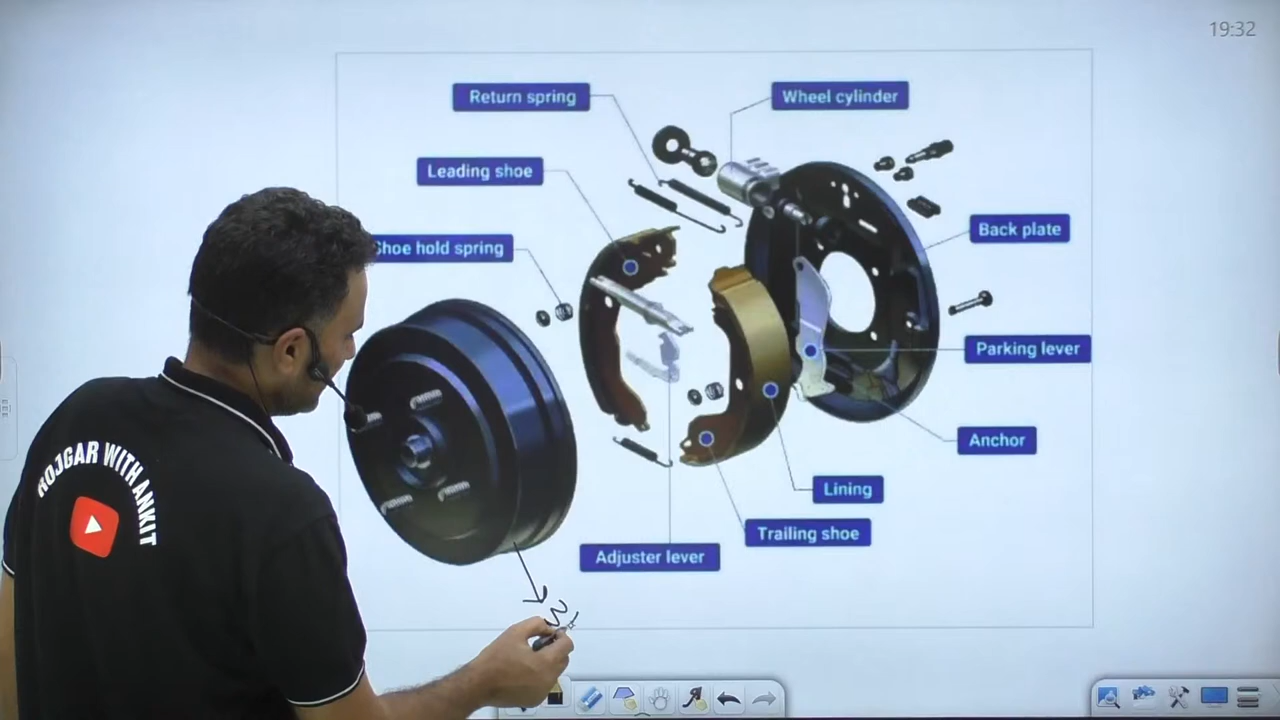 19:32
Return spring
Wheel cylinder
Leading shoe
Back plate
Shoe hold spring
Parking lever
Anchor
Lining
Trailing shoe
Adjuster lever
ROJGAR WITH ANKIT